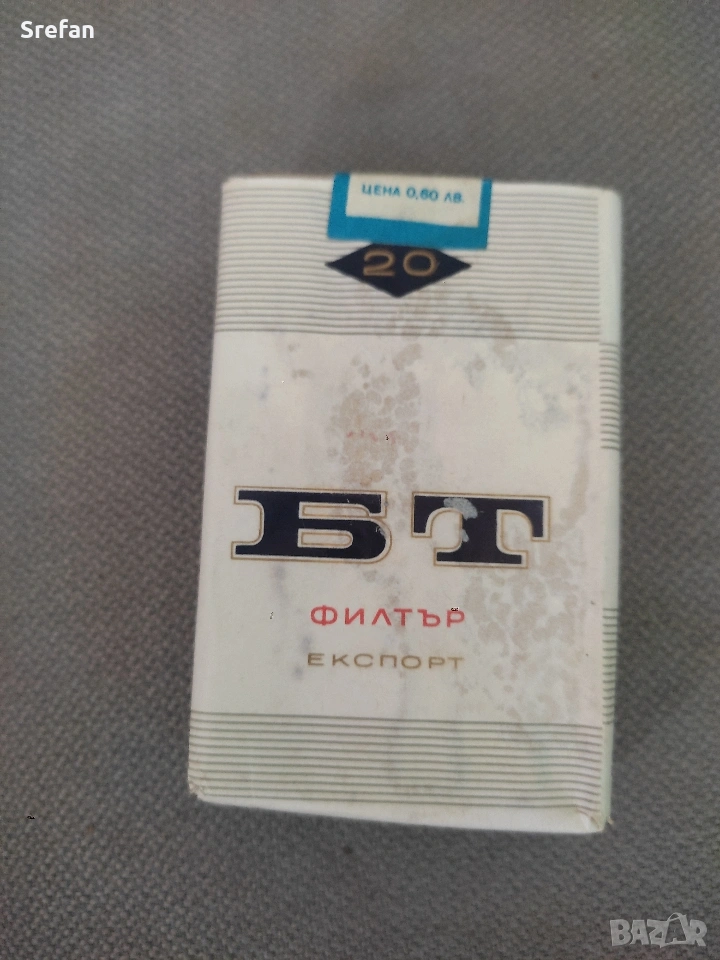 Srefan
ЦЕНА 0,60 ЛВ.
20
БТ
ФИЛТЪР
ЕКСПОРТ
BAZAR